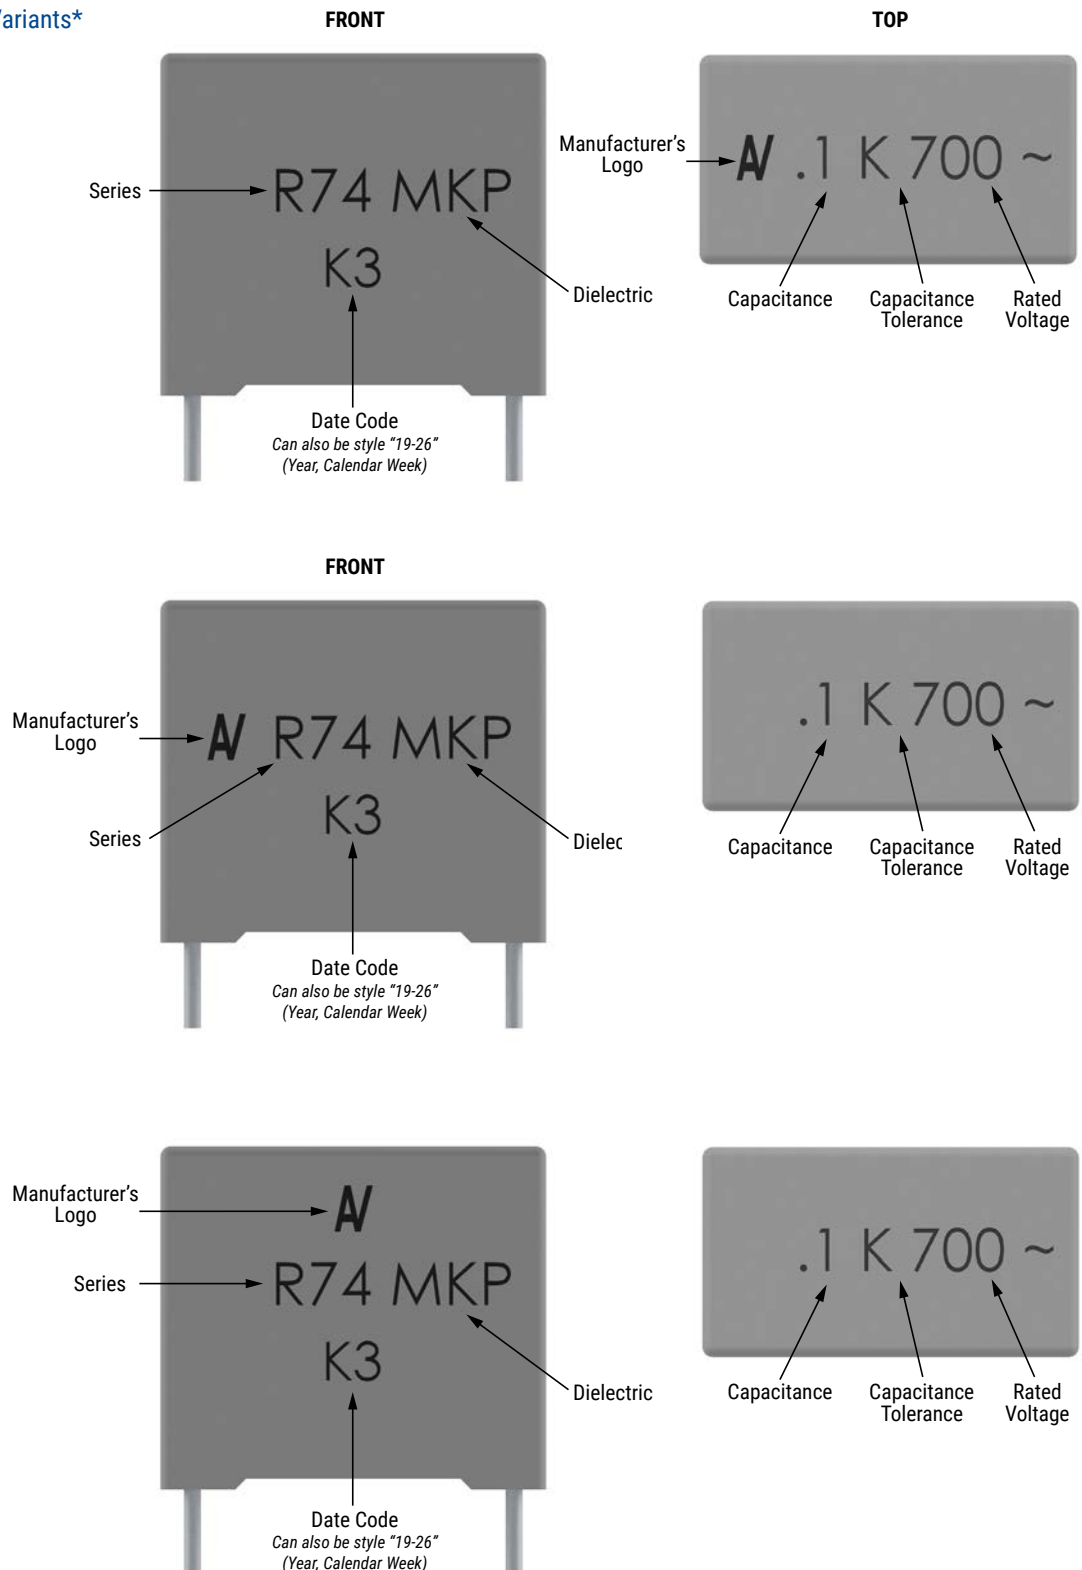 Variants*
FRONT
TOP
R74 MKP
K3
Series
Dielectric
Date Code
Can also be style “19-26”
(Year, Calendar Week)
Manufacturer’s
Logo
.1 K 700 ~
Capacitance
Capacitance
Tolerance
Rated
Voltage
FRONT
Manufacturer’s
Logo
R74 MKP
K3
Series
Dielec
Date Code
Can also be style “19-26”
(Year, Calendar Week)
.1 K 700 ~
Capacitance
Capacitance
Tolerance
Rated
Voltage
Manufacturer’s
Logo
Series
R74 MKP
K3
Dielectric
Date Code
Can also be style “19-26”
(Year, Calendar Week)
.1 K 700 ~
Capacitance
Capacitance
Tolerance
Rated
Voltage